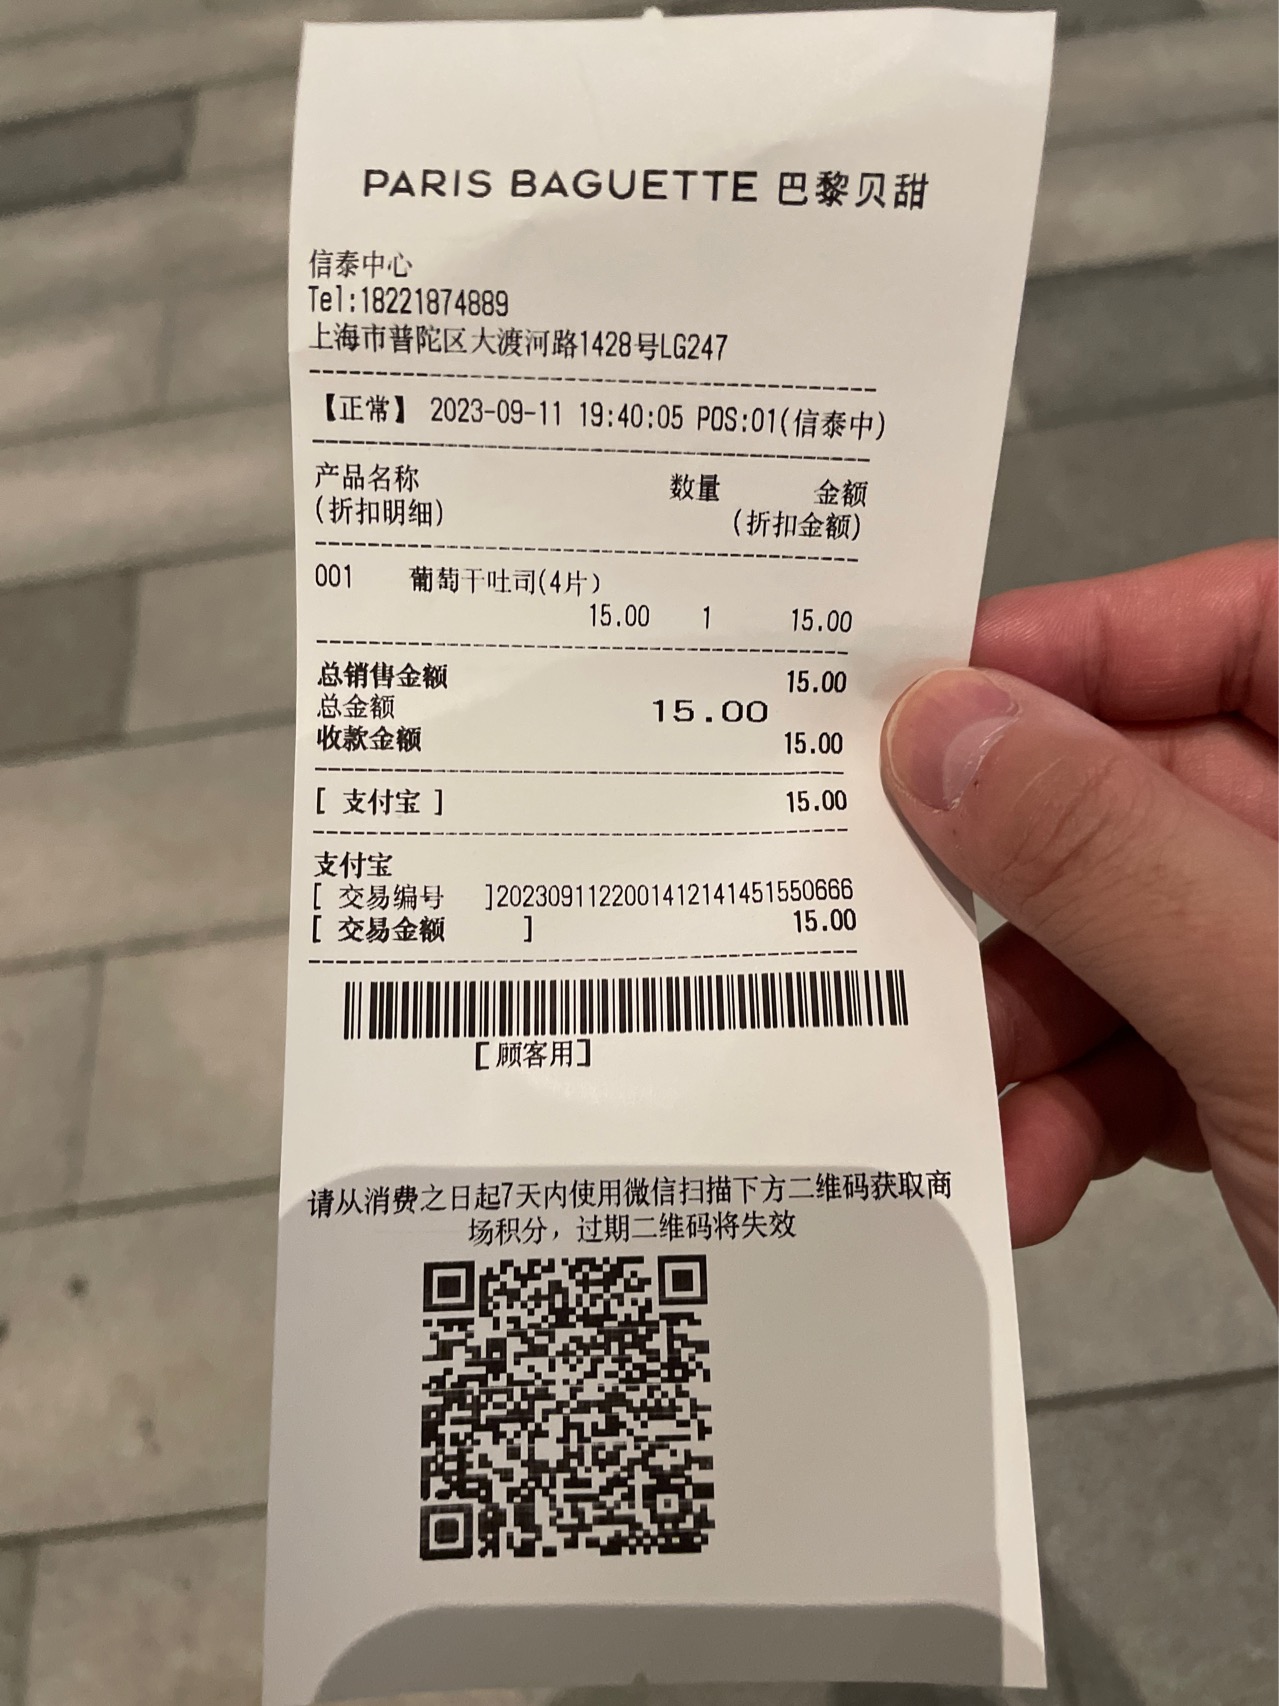 PARIS BAGUETTE 巴黎贝甜
信泰中心
Tel:18221874889
上海市普陀区大渡河路1428号LG247
【正常】 2023-09-11 19:40:05 POS:01(信泰中)
产品名称 数量 金额
(折扣明细) (折扣金额)
001 葡萄干吐司(4片)
15.00 1 15.00
总销售金额 15.00
总金额 15.00
收款金额 15.00
[ 支付宝 ] 15.00
支付宝
[ 交易编号 ]2023091122001412141451550666
[ 交易金额 ] 15.00
[顾客用]
请从消费之日起7天内使用微信扫描下方二维码获取商
场积分，过期二维码将失效